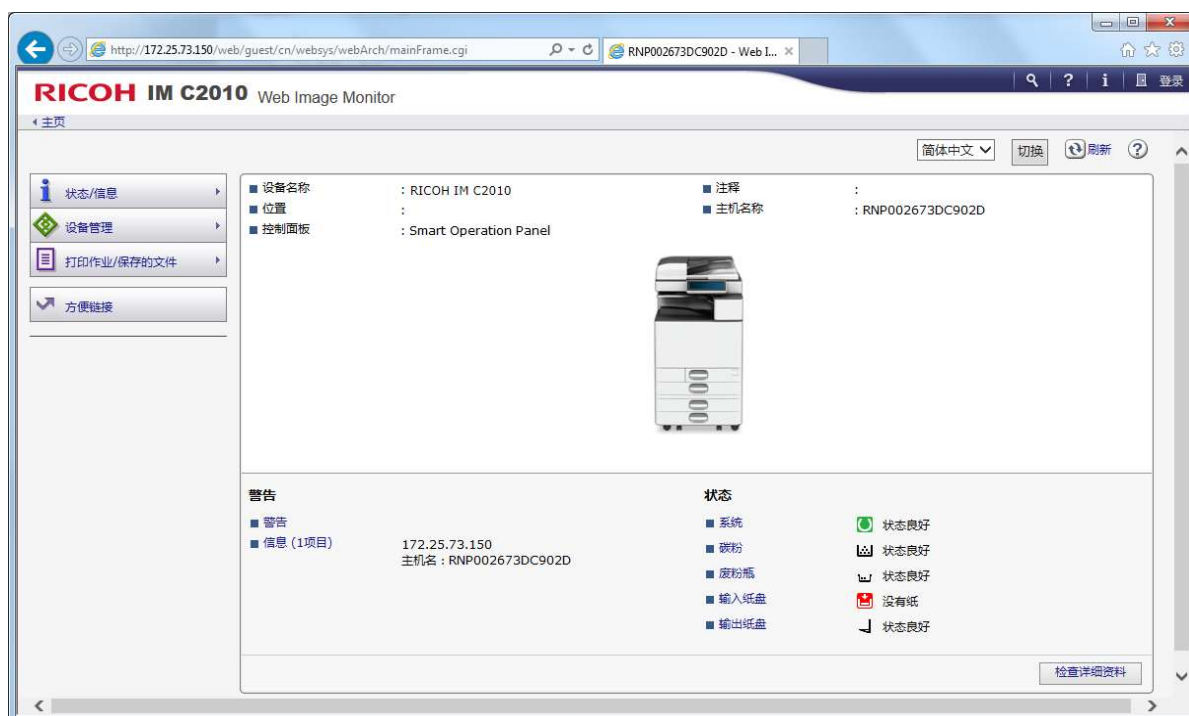 http://172.25.73.150/web/guest/cn/websys/webArch/mainFrame.cgi
RNP002673DC902D - Web I...
RICOH IM C2010 Web Image Monitor
? i 登录
主页
简体中文 切换 刷新 ?
状态/信息
设备管理
打印作业/保存的文件
方便链接
设备名称 : RICOH IM C2010 注释 :
位置 : 主机名称 : RNP002673DC902D
控制面板 : Smart Operation Panel
警告 状态
警告 系统 状态良好
信息 (1项目) 172.25.73.150
主机名 : RNP002673DC902D
碳粉 状态良好
废粉瓶 状态良好
输入纸盘 没有纸
输出纸盘 状态良好
检查详细资料